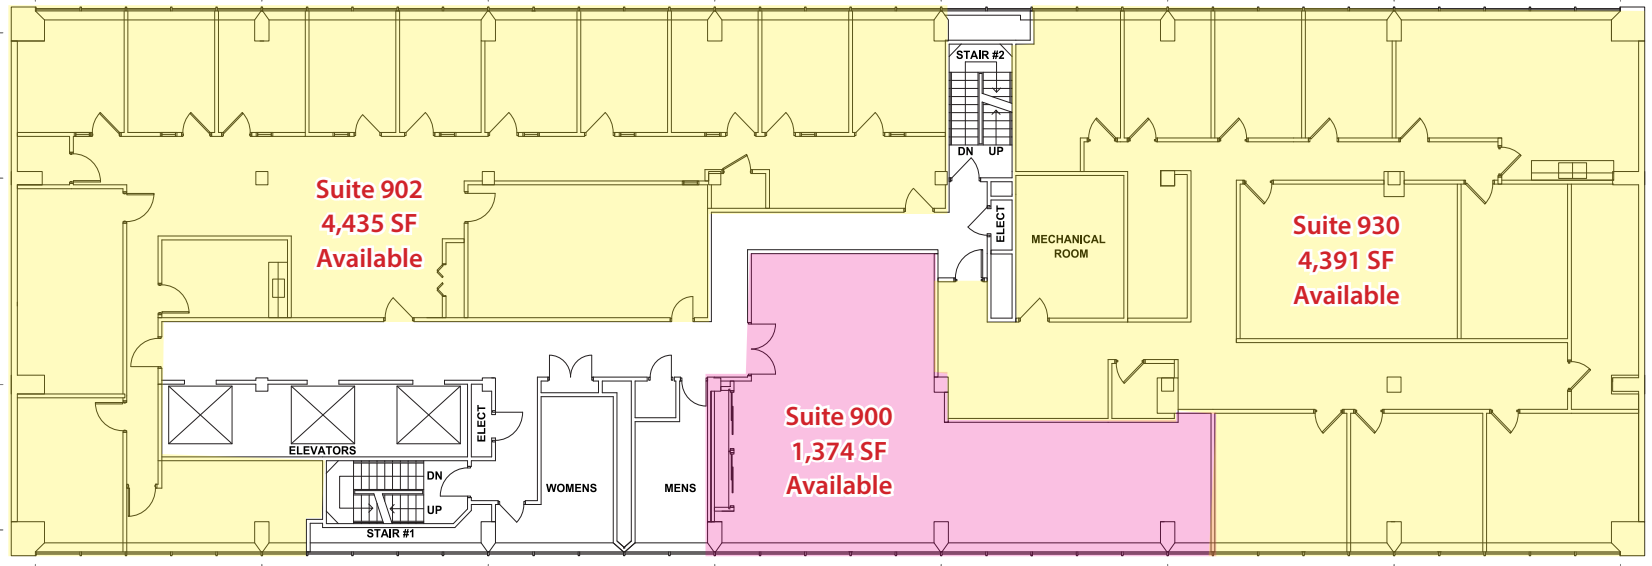 STAIR #2
DN UP
Suite 902
4,435 SF
Available
ELECT
MECHANICAL
ROOM
Suite 930
4,391 SF
Available
Suite 900
1,374 SF
Available
ELEVATORS
ELECT
DN
UP
STAIR #1
WOMENS
MENS